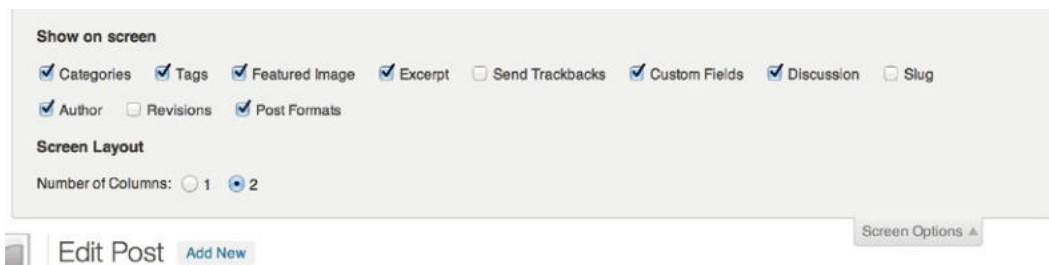 Show on screen
Categories Tags Featured Image Excerpt Send Trackbacks Custom Fields Discussion Slug
Author Revisions Post Formats
Screen Layout
Number of Columns: 1 2
Screen Options
Edit Post Add New